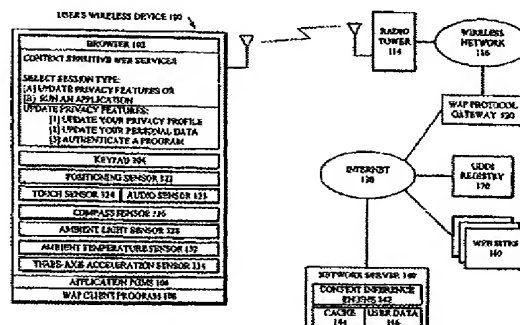 USER'S WIRELESS DEVICE 100
BROWSER 102
CONTEXT SENSITIVE WEB SERVICES
SELECT SESSION TYPE:
[A] UPDATE PRIVACY FEATURES OR
[B] RUN AN APPLICATION
UPDATE PRIVACY FEATURES:
[1] UPDATE YOUR PRIVACY PROFILE
[2] UPDATE YOUR PERSONAL DATA
[3] AUTHENTICATE A PROGRAM
KEYPAD 104
POSITIONING SENSOR 122
TOUCH SENSOR 124
AUDIO SENSOR 125
COMPASS SENSOR 126
AMBIENT LIGHT SENSOR 128
AMBIENT TEMPERATURE SENSOR 132
THREE-AXIS ACCELERATION SENSOR 134
APPLICATION PGMS 106
WAP CLIENT PROGRAM 108
RADIO
TOWER
114
WIRELESS
NETWORK
116
WAP PROTOCOL
GATEWAY 120
INTERNET
130
UDDI
REGISTRY
170
WEB SITES
160
NETWORK SERVER 140
CONTEXT INFERENCE
ENGINE 142
CACHE
144
USER DATA
146